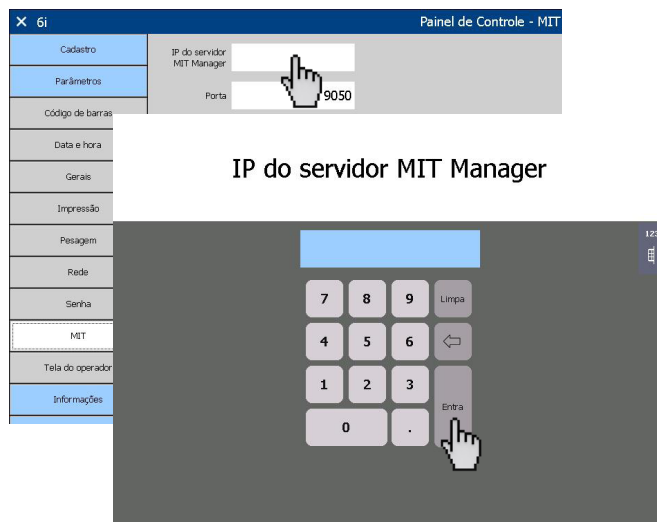 6i
Painel de Controle - MIT
Cadastro
Parâmetros
Código de barras
Data e hora
Gerais
Impressão
Pesagem
Rede
Senha
MIT
Tela do operador
Informações
IP do servidor
MIT Manager
Porta
9050
IP do servidor MIT Manager
123
7 8 9 Limpa
4 5 6
1 2 3
0 . Entra